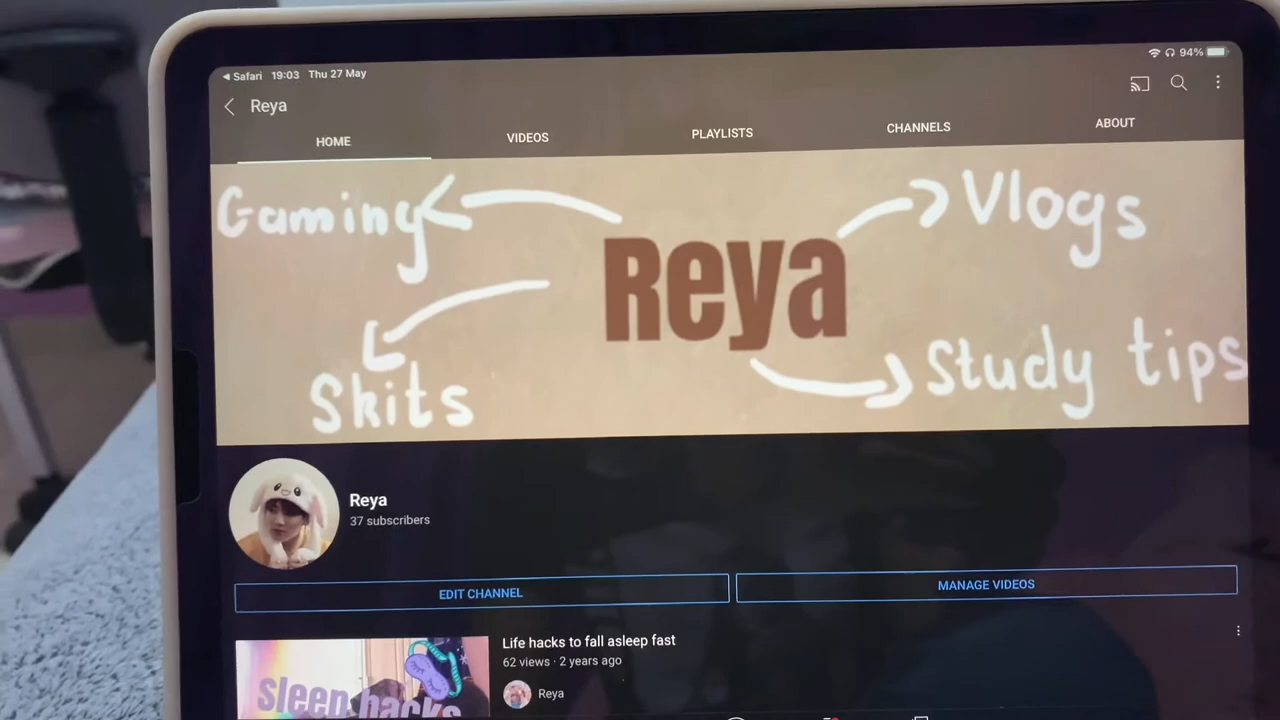 Safari 19:03 Thu 27 May 94%
Reya
HOME VIDEOS PLAYLISTS CHANNELS ABOUT
Gaming Vlogs
Reya
Skits Study tips
Reya
37 subscribers
EDIT CHANNEL MANAGE VIDEOS
Life hacks to fall asleep fast
62 views · 2 years ago
Reya
sleep hacks